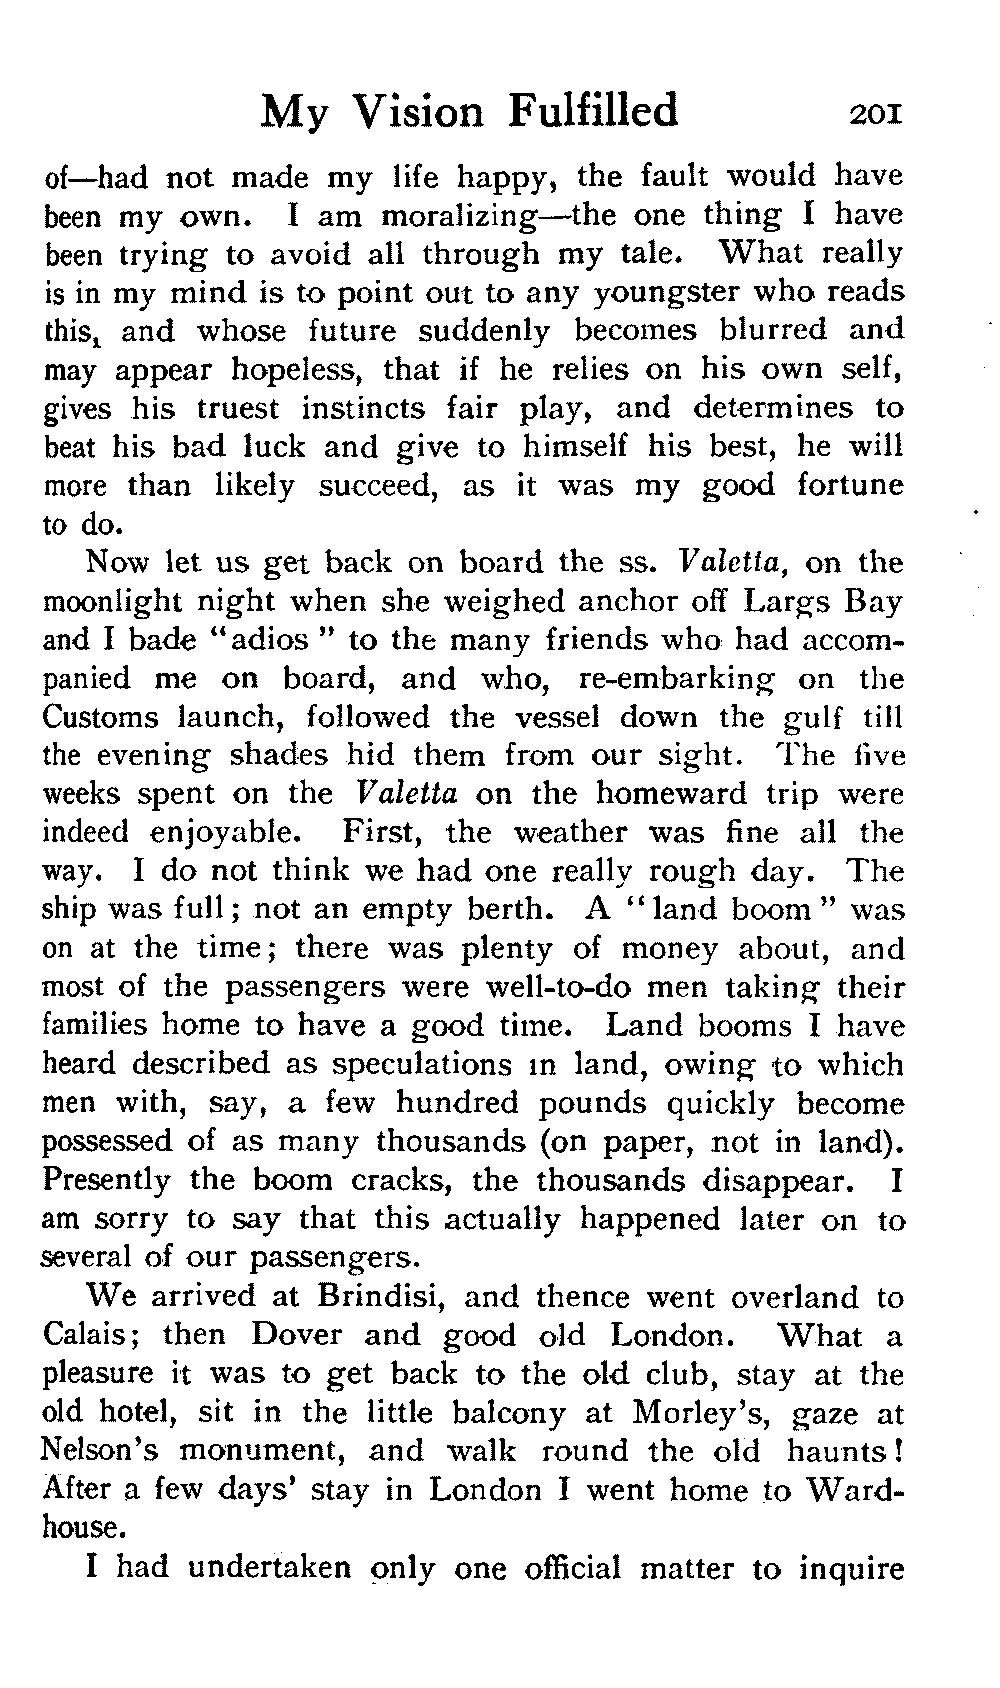 My Vision Fulfilled 201
of—had not made my life happy, the fault would have
been my own. I am moralizing—the one thing I have
been trying to avoid all through my tale. What really
is in my mind is to point out to any youngster who reads
this, and whose future suddenly becomes blurred and
may appear hopeless, that if he relies on his own self,
gives his truest instincts fair play, and determines to
beat his bad luck and give to himself his best, he will
more than likely succeed, as it was my good fortune
to do.
Now let us get back on board the ss. Valetta, on the
moonlight night when she weighed anchor off Largs Bay
and I bade "adios" to the many friends who had accom-
panied me on board, and who, re-embarking on the
Customs launch, followed the vessel down the gulf till
the evening shades hid them from our sight. The five
weeks spent on the Valetta on the homeward trip were
indeed enjoyable. First, the weather was fine all the
way. I do not think we had one really rough day. The
ship was full; not an empty berth. A "land boom" was
on at the time; there was plenty of money about, and
most of the passengers were well-to-do men taking their
families home to have a good time. Land booms I have
heard described as speculations in land, owing to which
men with, say, a few hundred pounds quickly become
possessed of as many thousands (on paper, not in land).
Presently the boom cracks, the thousands disappear. I
am sorry to say that this actually happened later on to
several of our passengers.
We arrived at Brindisi, and thence went overland to
Calais; then Dover and good old London. What a
pleasure it was to get back to the old club, stay at the
old hotel, sit in the little balcony at Morley's, gaze at
Nelson's monument, and walk round the old haunts!
After a few days' stay in London I went home to Ward-
house.
I had undertaken only one official matter to inquire